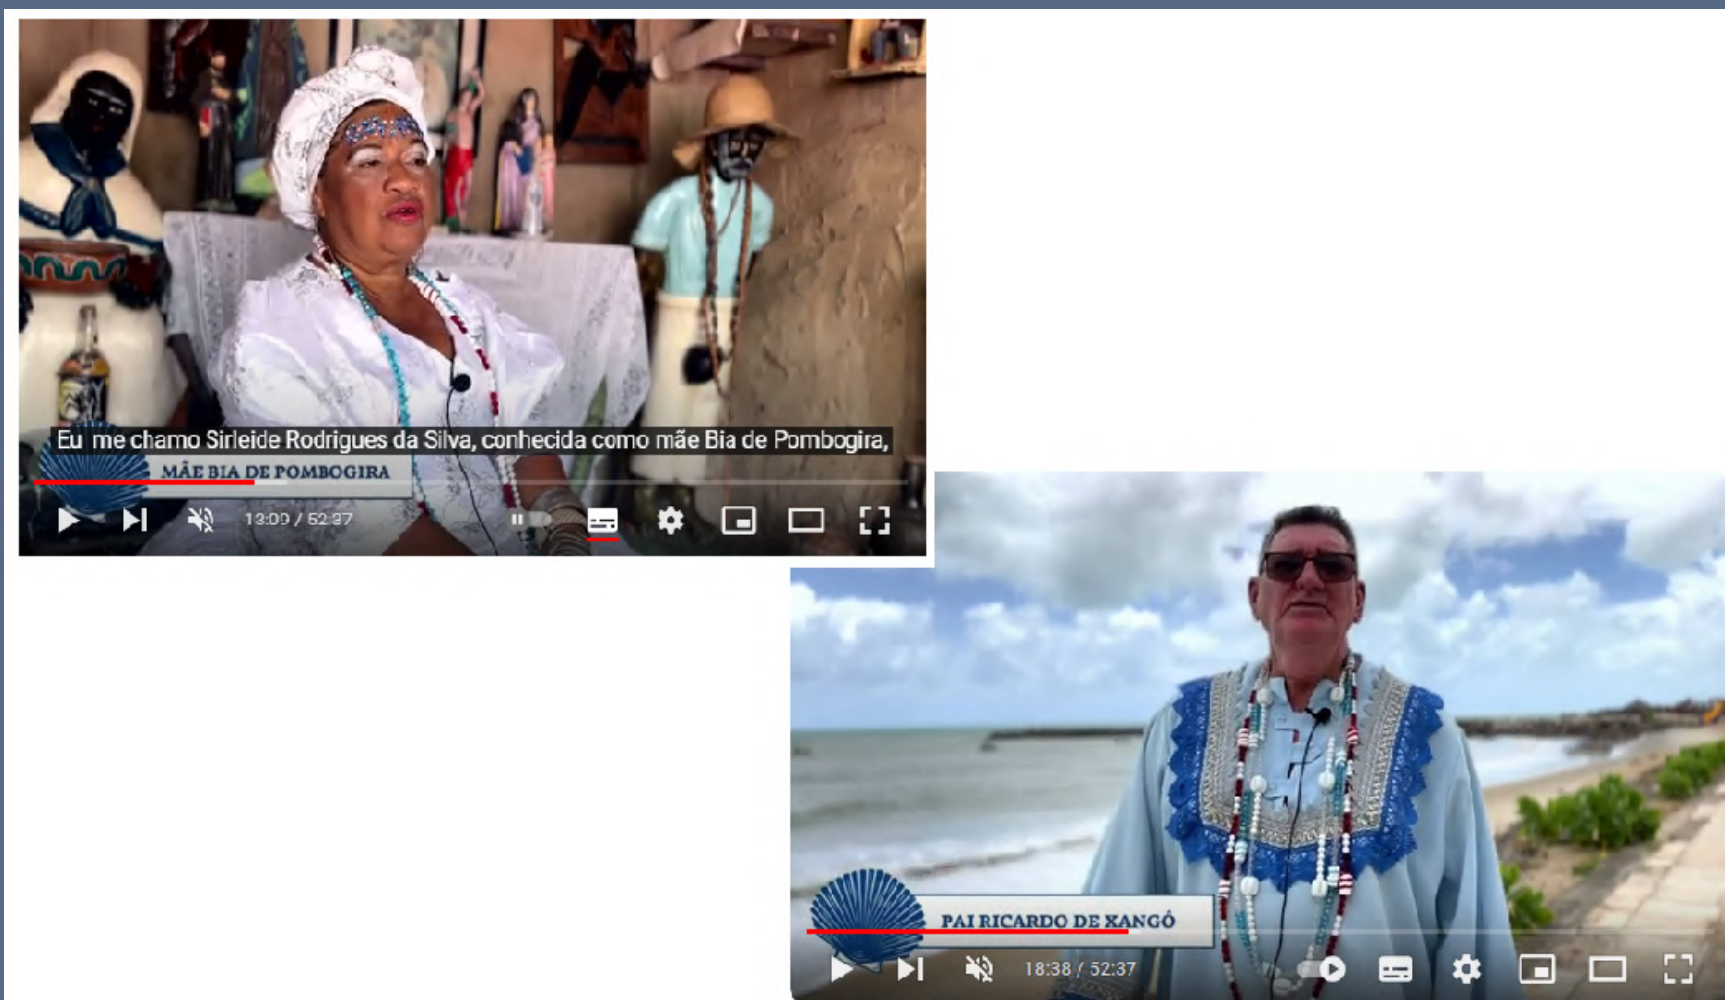 Eu me chamo Sirleide Rodrigues da Silva, conhecida como mãe Bia de Pombogira,
MÃE BIA DE POMBOGIRA
13:09 / 52:37
PAI RICARDO DE XANGÔ
18:38 / 52:37